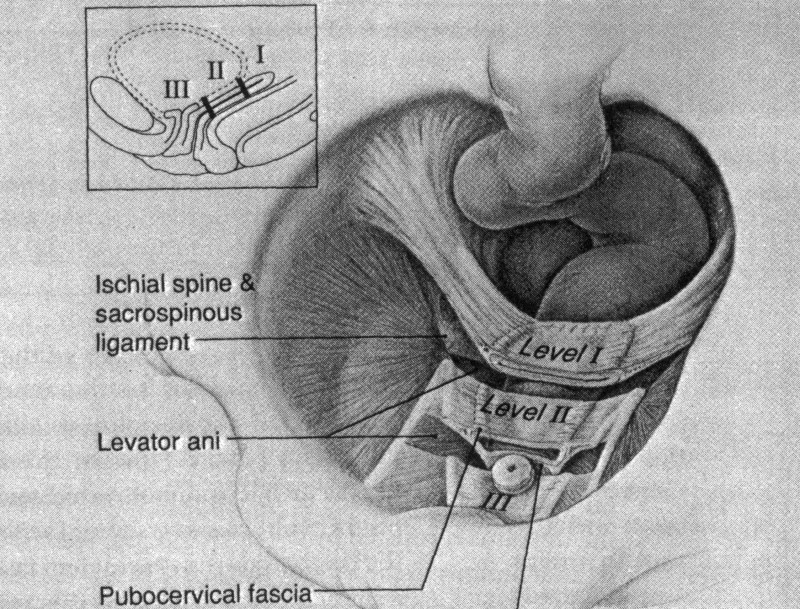 I
II
III
Ischial spine &
sacrospinous
ligament
Level I
Level II
Levator ani
III
Pubocervical fascia